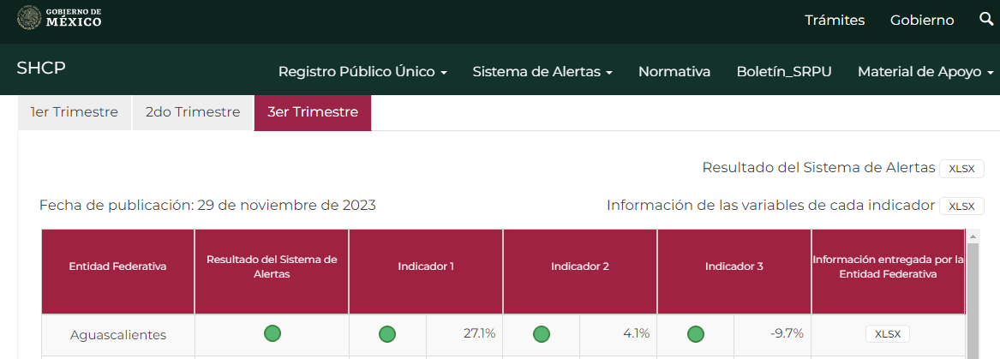 GOBIERNO DE
MÉXICO
Trámites Gobierno
SHCP
Registro Público Único Sistema de Alertas Normativa Boletín_SRPU Material de Apoyo
1er Trimestre 2do Trimestre 3er Trimestre
Resultado del Sistema de Alertas XLSX
Fecha de publicación: 29 de noviembre de 2023 Información de las variables de cada indicador XLSX
Entidad Federativa
Resultado del Sistema de
Alertas
Indicador 1
Indicador 2
Indicador 3
Información entregada por la
Entidad Federativa
Aguascalientes 27.1% 4.1% -9.7% XLSX